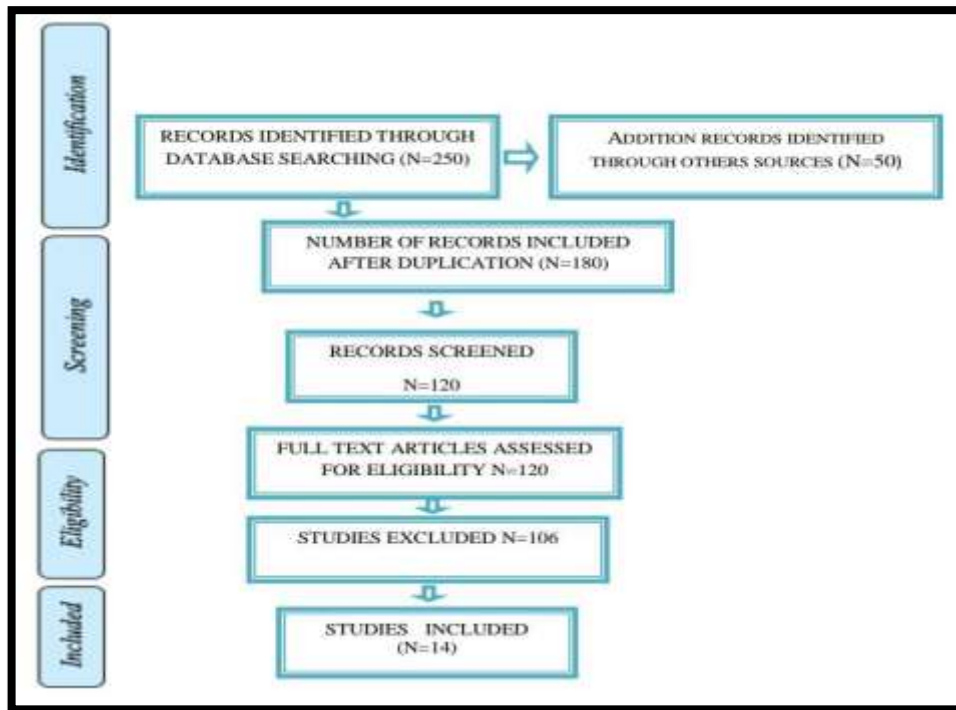 Identification
RECORDS IDENTIFIED THROUGH
DATABASE SEARCHING (N=250)
ADDITION RECORDS IDENTIFIED
THROUGH OTHERS SOURCES (N=50)
Screening
NUMBER OF RECORDS INCLUDED
AFTER DUPLICATION (N=180)
RECORDS SCREENED
N=120
Eligibility
FULL TEXT ARTICLES ASSESSED
FOR ELIGIBILITY N=120
STUDIES EXCLUDED N=106
Included
STUDIES INCLUDED
(N=14)